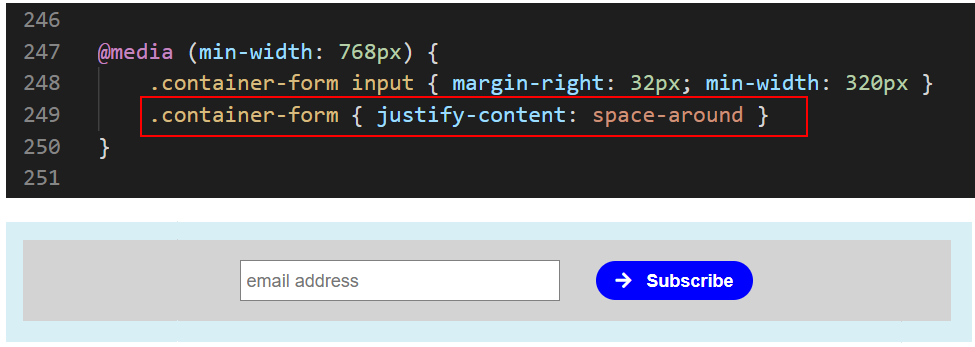 246
247 @media (min-width: 768px) {
248 .container-form input { margin-right: 32px; min-width: 320px }
249 .container-form { justify-content: space-around }
250 }
251
email address
Subscribe